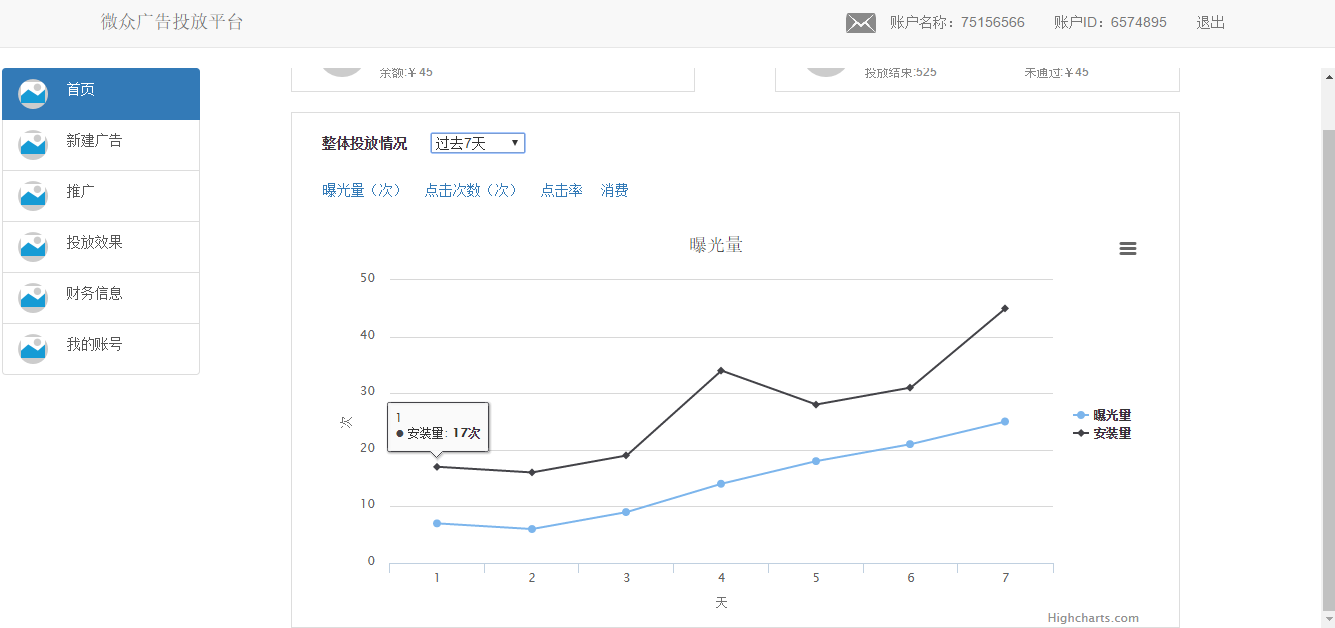 微众广告投放平台
账户名称：75156566 账户ID：6574895 退出
首页
新建广告
推广
投放效果
财务信息
我的账号
余额:￥45
投放结束:525 未通过:￥45
整体投放情况 过去7天
曝光量（次） 点击次数（次） 点击率 消费
曝光量
50
40
30
20
10
0
次
1
安装量: 17次
曝光量
安装量
1 2 3 4 5 6 7
天
Highcharts.com